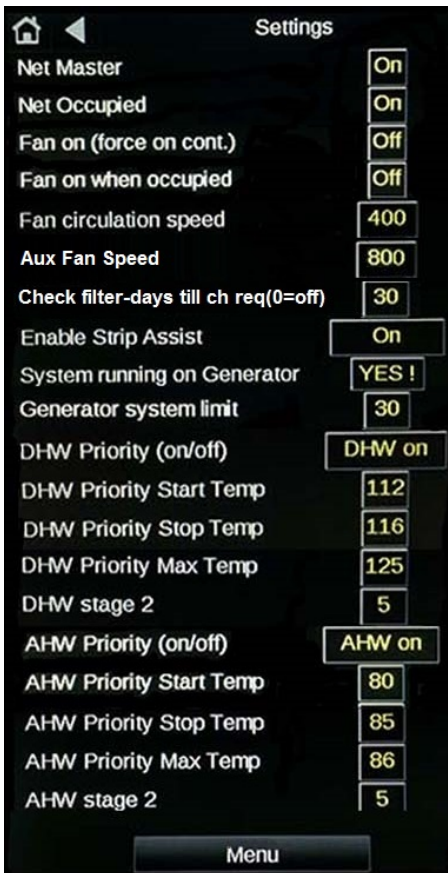 Settings
Net Master On
Net Occupied On
Fan on (force on cont.) Off
Fan on when occupied Off
Fan circulation speed 400
Aux Fan Speed 800
Check filter-days till ch req(0=off) 30
Enable Strip Assist On
System running on Generator YES !
Generator system limit 30
DHW Priority (on/off) DHW on
DHW Priority Start Temp 112
DHW Priority Stop Temp 116
DHW Priority Max Temp 125
DHW stage 2 5
AHW Priority (on/off) AHW on
AHW Priority Start Temp 80
AHW Priority Stop Temp 85
AHW Priority Max Temp 86
AHW stage 2 5
Menu